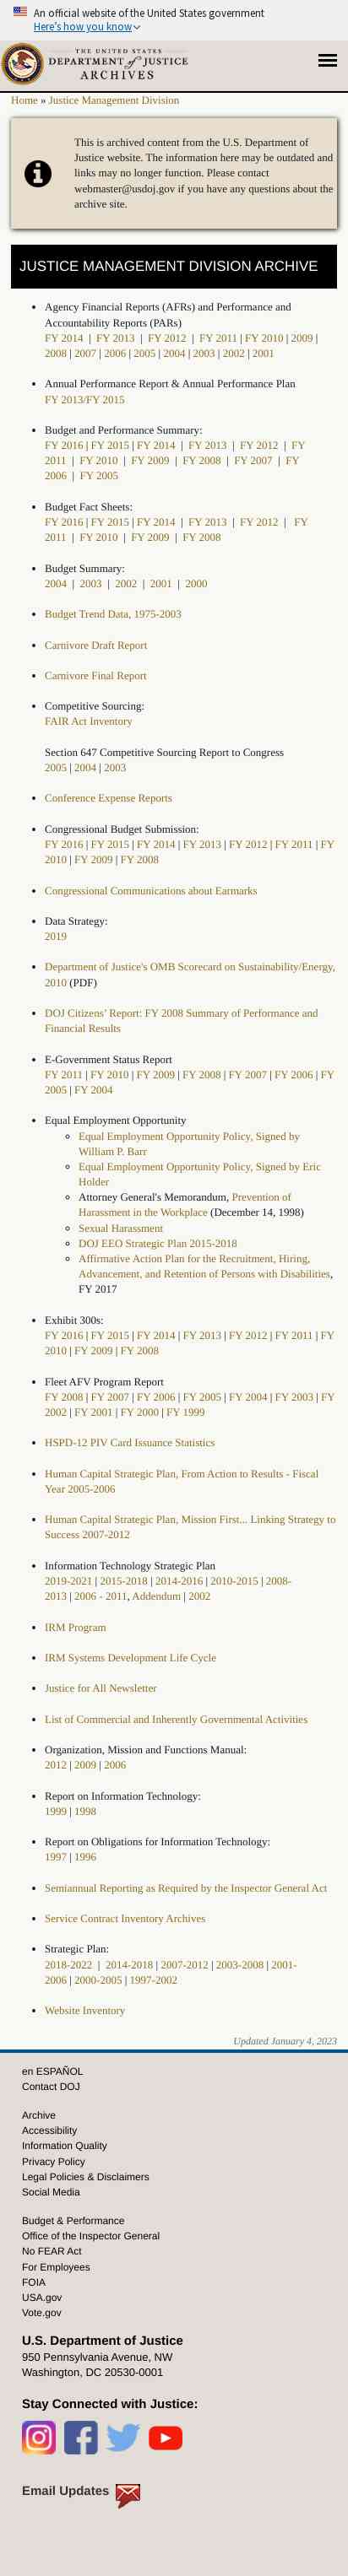 An official website of the United States government
Here's how you know
THE UNITED STATES
DEPARTMENT of JUSTICE
ARCHIVES
Home » Justice Management Division
This is archived content from the U.S. Department of
Justice website. The information here may be outdated and
links may no longer function. Please contact
webmaster@usdoj.gov if you have any questions about the
archive site.
JUSTICE MANAGEMENT DIVISION ARCHIVE
• Agency Financial Reports (AFRs) and Performance and
Accountability Reports (PARs)
FY 2014 | FY 2013 | FY 2012 | FY 2011 | FY 2010 | 2009 |
2008 | 2007 | 2006 | 2005 | 2004 | 2003 | 2002 | 2001
• Annual Performance Report & Annual Performance Plan
FY 2013/FY 2015
• Budget and Performance Summary:
FY 2016 | FY 2015 | FY 2014 | FY 2013 | FY 2012 | FY
2011 | FY 2010 | FY 2009 | FY 2008 | FY 2007 | FY
2006 | FY 2005
• Budget Fact Sheets:
FY 2016 | FY 2015 | FY 2014 | FY 2013 | FY 2012 | FY
2011 | FY 2010 | FY 2009 | FY 2008
• Budget Summary:
2004 | 2003 | 2002 | 2001 | 2000
• Budget Trend Data, 1975-2003
• Carnivore Draft Report
• Carnivore Final Report
• Competitive Sourcing:
FAIR Act Inventory
Section 647 Competitive Sourcing Report to Congress
2005 | 2004 | 2003
• Conference Expense Reports
• Congressional Budget Submission:
FY 2016 | FY 2015 | FY 2014 | FY 2013 | FY 2012 | FY 2011 | FY
2010 | FY 2009 | FY 2008
• Congressional Communications about Earmarks
• Data Strategy:
2019
• Department of Justice's OMB Scorecard on Sustainability/Energy,
2010 (PDF)
• DOJ Citizens' Report: FY 2008 Summary of Performance and
Financial Results
• E-Government Status Report
FY 2011 | FY 2010 | FY 2009 | FY 2008 | FY 2007 | FY 2006 | FY
2005 | FY 2004
• Equal Employment Opportunity
◦ Equal Employment Opportunity Policy, Signed by
William P. Barr
◦ Equal Employment Opportunity Policy, Signed by Eric
Holder
◦ Attorney General's Memorandum, Prevention of
Harassment in the Workplace (December 14, 1998)
◦ Sexual Harassment
◦ DOJ EEO Strategic Plan 2015-2018
◦ Affirmative Action Plan for the Recruitment, Hiring,
Advancement, and Retention of Persons with Disabilities,
FY 2017
• Exhibit 300s:
FY 2016 | FY 2015 | FY 2014 | FY 2013 | FY 2012 | FY 2011 | FY
2010 | FY 2009 | FY 2008
• Fleet AFV Program Report
FY 2008 | FY 2007 | FY 2006 | FY 2005 | FY 2004 | FY 2003 | FY
2002 | FY 2001 | FY 2000 | FY 1999
• HSPD-12 PIV Card Issuance Statistics
• Human Capital Strategic Plan, From Action to Results - Fiscal
Year 2005-2006
• Human Capital Strategic Plan, Mission First... Linking Strategy to
Success 2007-2012
• Information Technology Strategic Plan
2019-2021 | 2015-2018 | 2014-2016 | 2010-2015 | 2008-
2013 | 2006 - 2011, Addendum | 2002
• IRM Program
• IRM Systems Development Life Cycle
• Justice for All Newsletter
• List of Commercial and Inherently Governmental Activities
• Organization, Mission and Functions Manual:
2012 | 2009 | 2006
• Report on Information Technology:
1999 | 1998
• Report on Obligations for Information Technology:
1997 | 1996
• Semiannual Reporting as Required by the Inspector General Act
• Service Contract Inventory Archives
• Strategic Plan:
2018-2022 | 2014-2018 | 2007-2012 | 2003-2008 | 2001-
2006 | 2000-2005 | 1997-2002
• Website Inventory
Updated January 4, 2023
en ESPAÑOL
Contact DOJ
Archive
Accessibility
Information Quality
Privacy Policy
Legal Policies & Disclaimers
Social Media
Budget & Performance
Office of the Inspector General
No FEAR Act
For Employees
FOIA
USA.gov
Vote.gov
U.S. Department of Justice
950 Pennsylvania Avenue, NW
Washington, DC 20530-0001
Stay Connected with Justice:
Email Updates